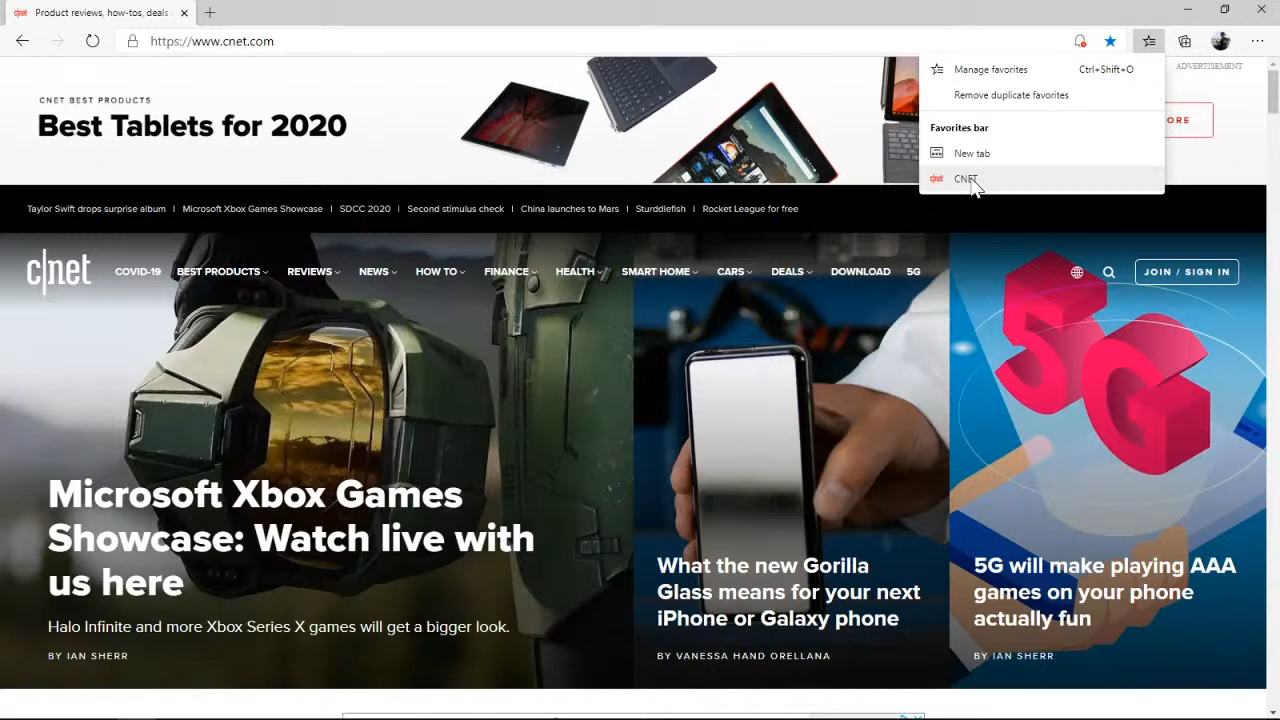 c|net Product reviews, how-tos, deals
https://www.cnet.com
Manage favorites Ctrl+Shift+O
Remove duplicate favorites
Favorites bar
New tab
c|net CNET
ADVERTISEMENT
CNET BEST PRODUCTS
Best Tablets for 2020
ORE
Taylor Swift drops surprise album | Microsoft Xbox Games Showcase | SDCC 2020 | Second stimulus check | China launches to Mars | Sturddlefish | Rocket League for free
c|net COVID-19 BEST PRODUCTS REVIEWS NEWS HOW TO FINANCE HEALTH SMART HOME CARS DEALS DOWNLOAD 5G JOIN / SIGN IN
5G
Microsoft Xbox Games
Showcase: Watch live with
us here
Halo Infinite and more Xbox Series X games will get a bigger look.
BY IAN SHERR
What the new Gorilla
Glass means for your next
iPhone or Galaxy phone
BY VANESSA HAND ORELLANA
5G will make playing AAA
games on your phone
actually fun
BY IAN SHERR